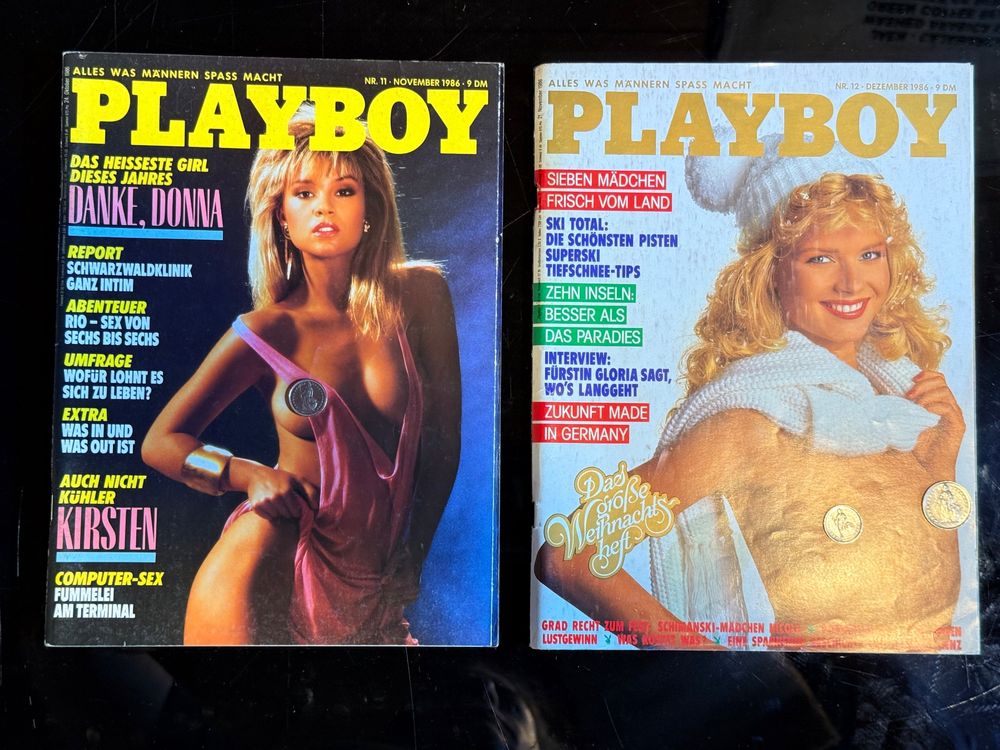 ALLES WAS MÄNNERN SPASS MACHT
NR. 11 · NOVEMBER 1986 · 9 DM
PLAYBOY
DAS HEISSESTE GIRL
DIESES JAHRES
DANKE, DONNA
REPORT
SCHWARZWALDKLINIK
GANZ INTIM
ABENTEUER
RIO – SEX VON
SECHS BIS SECHS
UMFRAGE
WOFÜR LOHNT ES
SICH ZU LEBEN?
EXTRA
WAS IN UND
WAS OUT IST
AUCH NICHT
KÜHLER
KIRSTEN
COMPUTER-SEX
FUMMELEI
AM TERMINAL
ALLES WAS MÄNNERN SPASS MACHT
NR. 12 · DEZEMBER 1986 · 9 DM
PLAYBOY
SIEBEN MÄDCHEN
FRISCH VOM LAND
SKI TOTAL:
DIE SCHÖNSTEN PISTEN
SUPERSKI
TIEFSCHNEE-TIPS
ZEHN INSELN:
BESSER ALS
DAS PARADIES
INTERVIEW:
FÜRSTIN GLORIA SAGT,
WO'S LANGGEHT
ZUKUNFT MADE
IN GERMANY
Das
große
Weihnachts
heft
GRAD RECHT ZUM SCHIMANSKI-MÄDCHEN
LUSTGEWINN WAS EINE